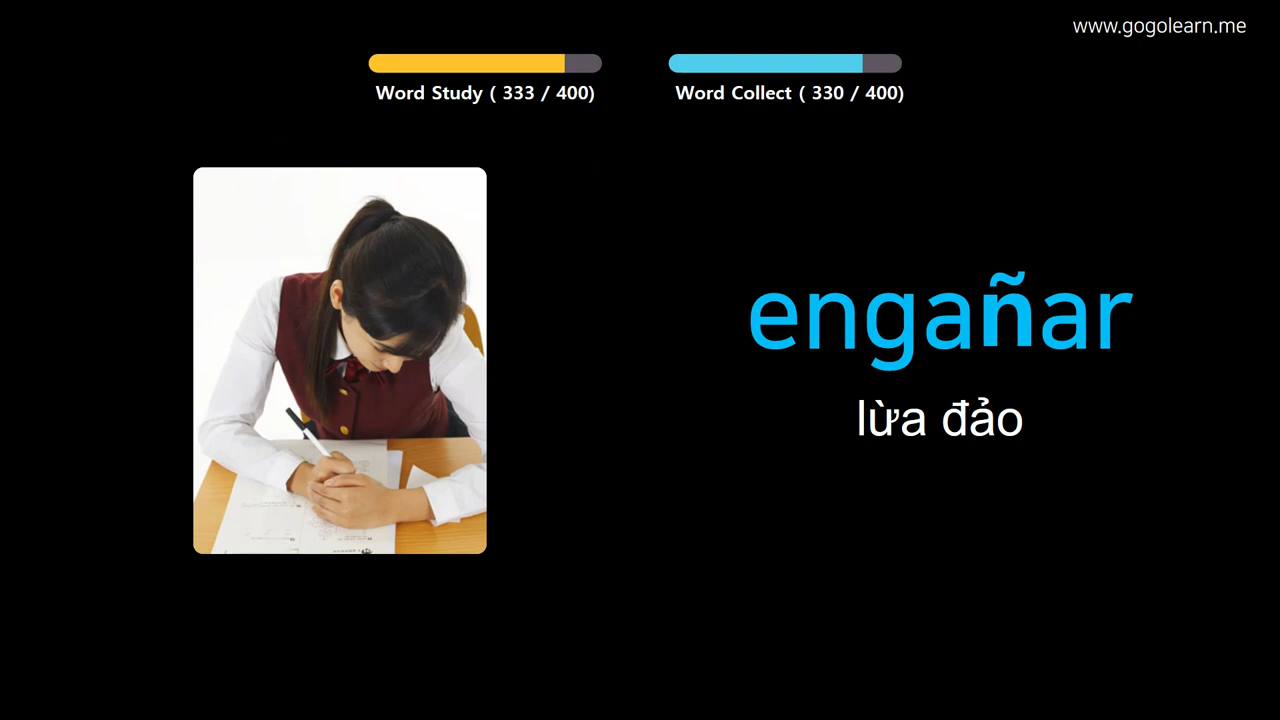 www.gogolearn.me
Word Study ( 333 / 400)
Word Collect ( 330 / 400)
engañar
lừa đảo